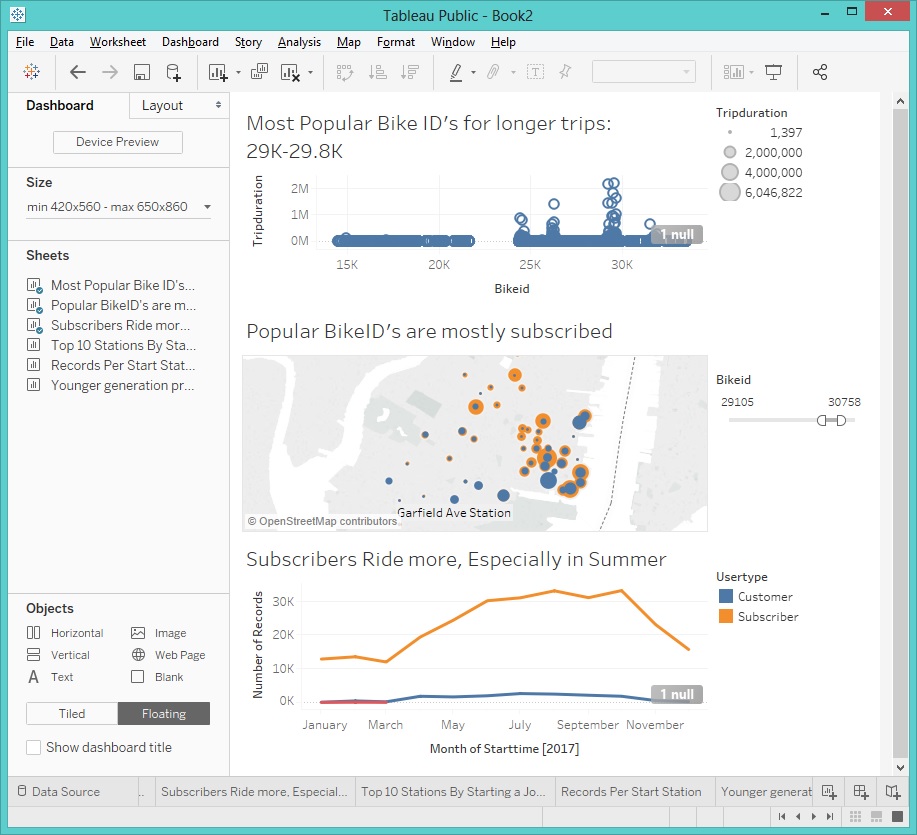 Tableau Public - Book2
File Data Worksheet Dashboard Story Analysis Map Format Window Help
Dashboard
Layout
Device Preview
Size
min 420x560 - max 650x860
Sheets
Most Popular Bike ID's...
Popular BikeID's are m...
Subscribers Ride mor...
Top 10 Stations By Sta...
Records Per Start Stat...
Younger generation pr...
Objects
Horizontal Image
Vertical Web Page
A Text Blank
Tiled Floating
Show dashboard title
Most Popular Bike ID's for longer trips:
29K-29.8K
Tripduration
2M
1M
0M
1 null
15K 20K 25K 30K
Bikeid
Tripduration
1,397
2,000,000
4,000,000
6,046,822
Popular BikeID's are mostly subscribed
Garfield Ave Station
© OpenStreetMap contributors
Bikeid
29105 30758
Subscribers Ride more, Especially in Summer
Number of Records
30K
20K
10K
0K
1 null
January March May July September November
Month of Starttime [2017]
Usertype
Customer
Subscriber
Data Source .. Subscribers Ride more, Especial... Top 10 Stations By Starting a Jo... Records Per Start Station Younger generat